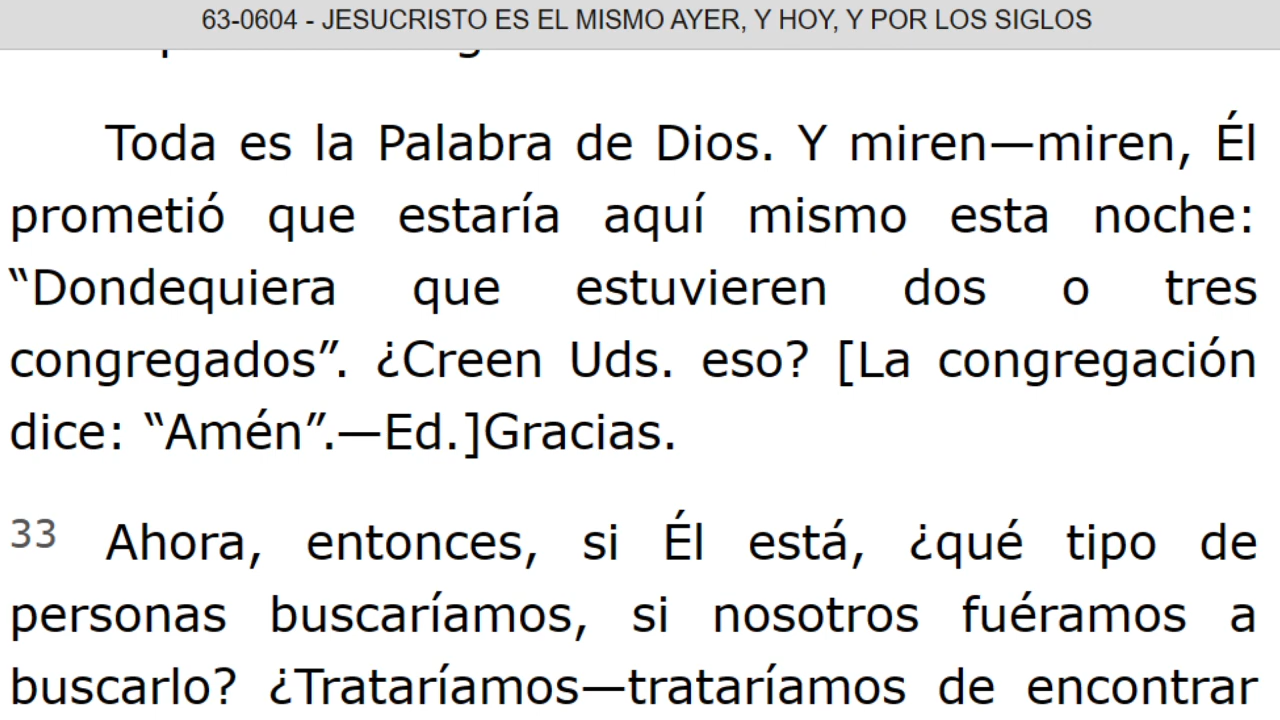 63-0604 - JESUCRISTO ES EL MISMO AYER, Y HOY, Y POR LOS SIGLOS
Toda es la Palabra de Dios. Y miren—miren, Él
prometió que estaría aquí mismo esta noche:
“Dondequiera que estuvieren dos o tres
congregados”. ¿Creen Uds. eso? [La congregación
dice: “Amén”.—Ed.]Gracias.
33 Ahora, entonces, si Él está, ¿qué tipo de
personas buscaríamos, si nosotros fuéramos a
buscarlo? ¿Trataríamos—trataríamos de encontrar